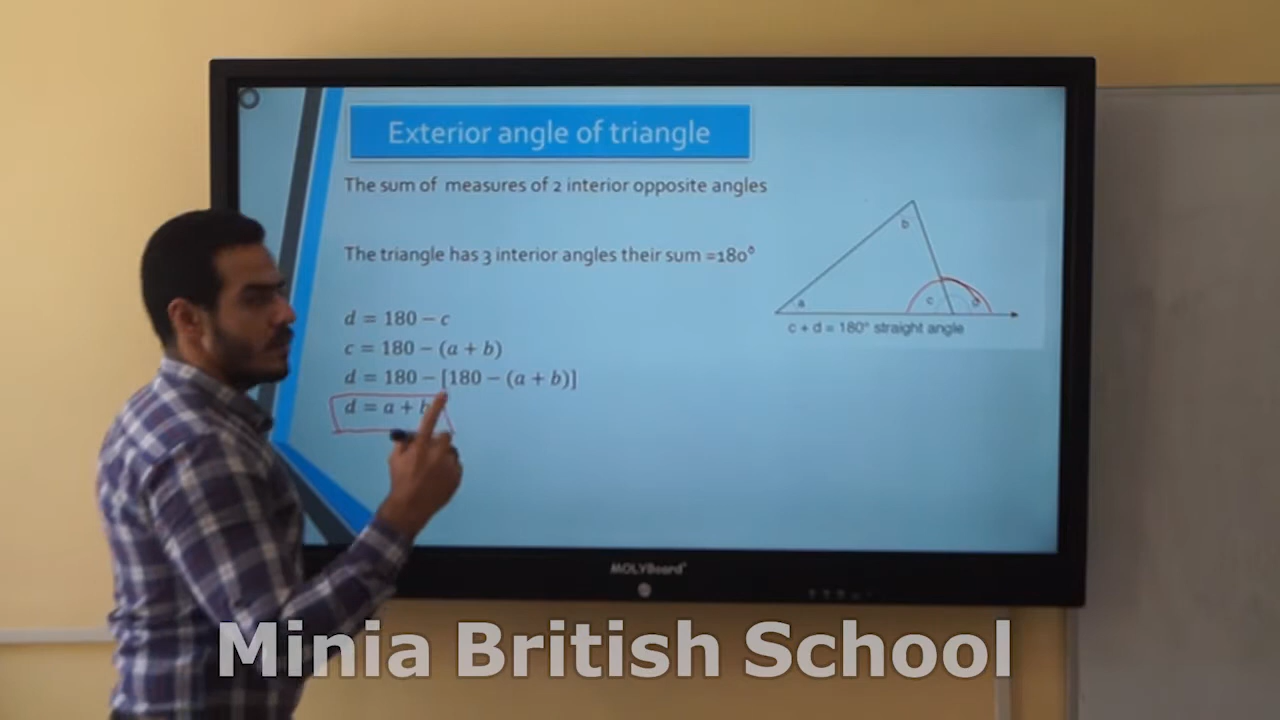 Exterior angle of triangle
The sum of measures of 2 interior opposite angles
The triangle has 3 interior angles their sum =180°
d = 180 − c
c = 180 − (a + b)
d = 180 − [180 − (a + b)]
d = a + b
b
a
c
d
c + d = 180° straight angle
MOLYBoard
Minia British School